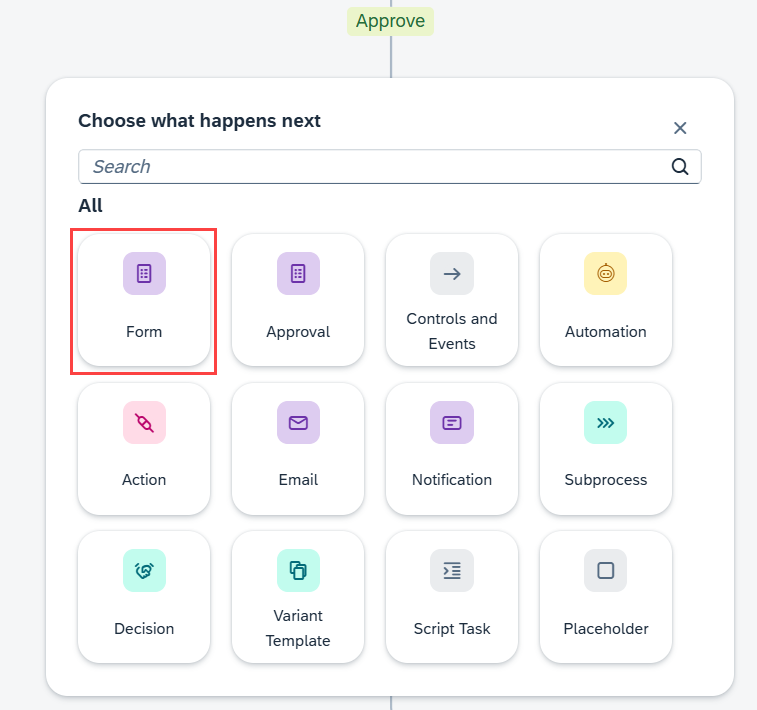 Approve
Choose what happens next
Search
All
Form
Approval
Controls and
Events
Automation
Action
Email
Notification
Subprocess
Decision
Variant
Template
Script Task
Placeholder